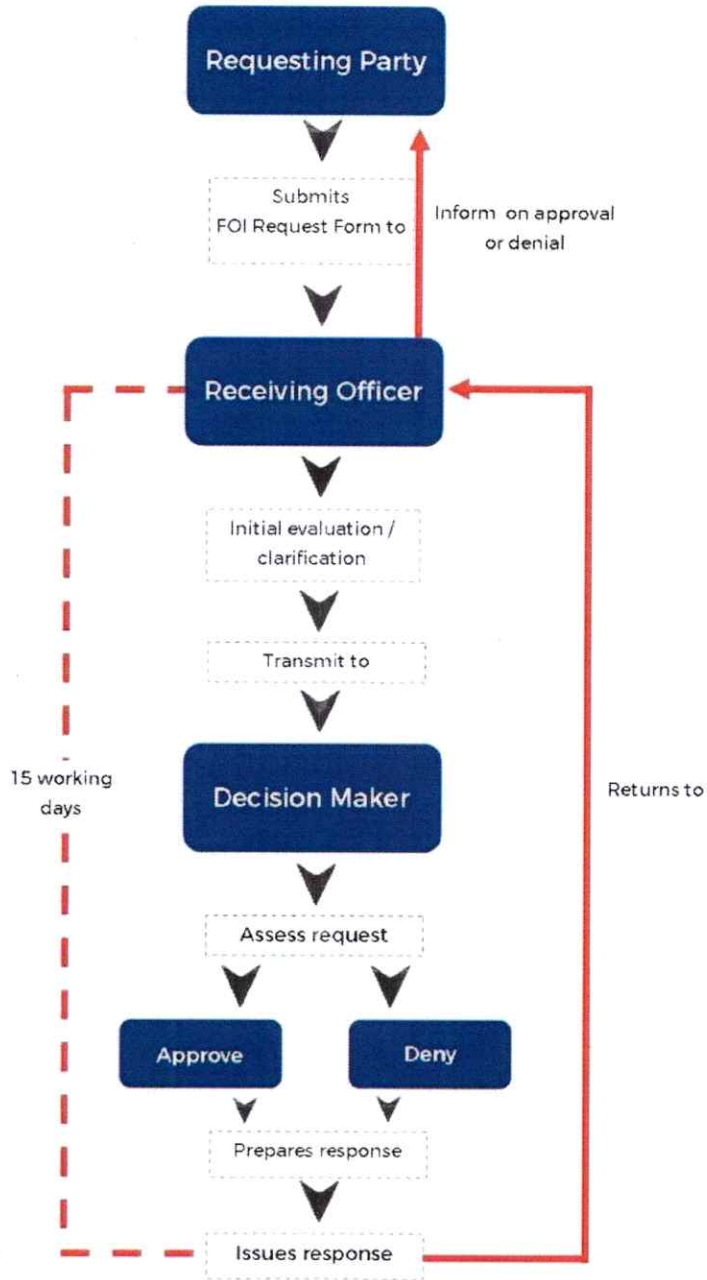 Requesting Party
Submits
FOI Request Form to
Inform on approval
or denial
Receiving Officer
Initial evaluation /
clarification
Transmit to
15 working
days
Decision Maker
Returns to
Assess request
Approve
Deny
Prepares response
Issues response